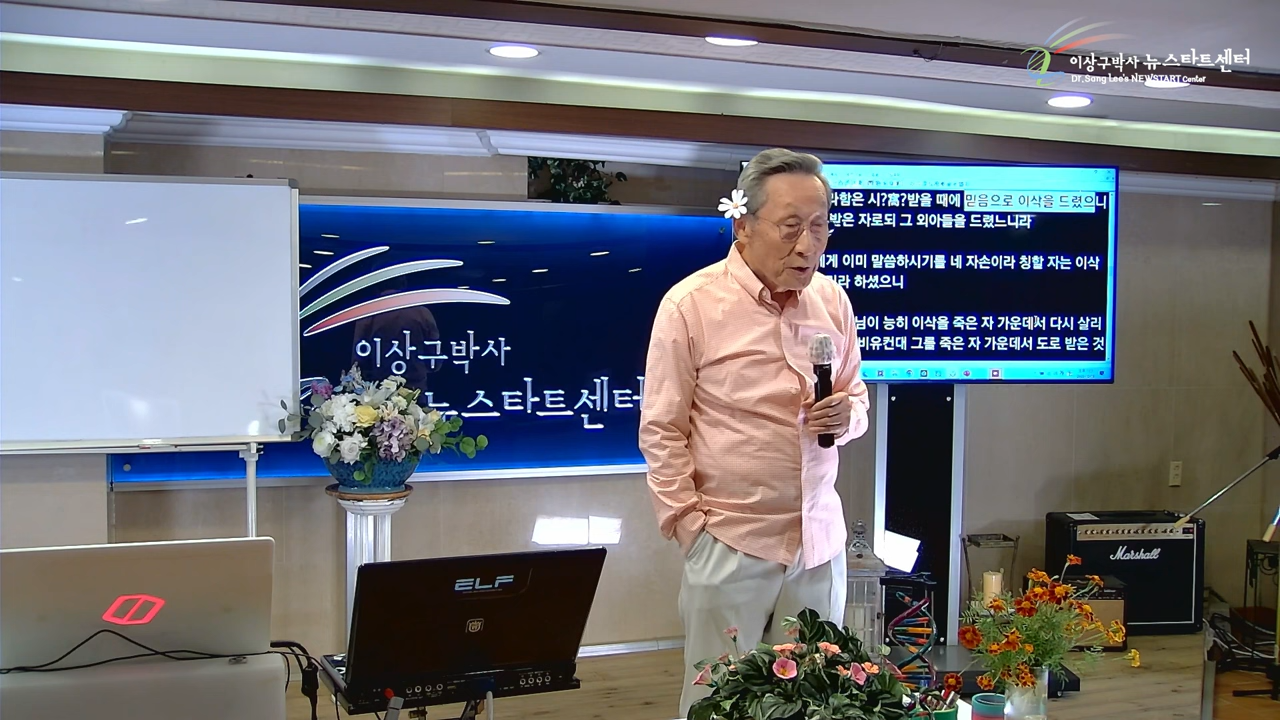 이상구박사 뉴스타트센터
Dr. Sang Lee's NEWSTART Center
라함은 시?窩?받을 때에 믿음으로 이삭을 드렸으니
받은 자로되 그 외아들을 드렸느니라
에게 이미 말씀하시기를 네 자손이라 칭할 자는 이삭
라 하셨으니
님이 능히 이삭을 죽은 자 가운데서 다시 살리
비유컨대 그를 죽은 자 가운데서 도로 받은 것
이상구박사
뉴스타트센터
Marshall
ELF